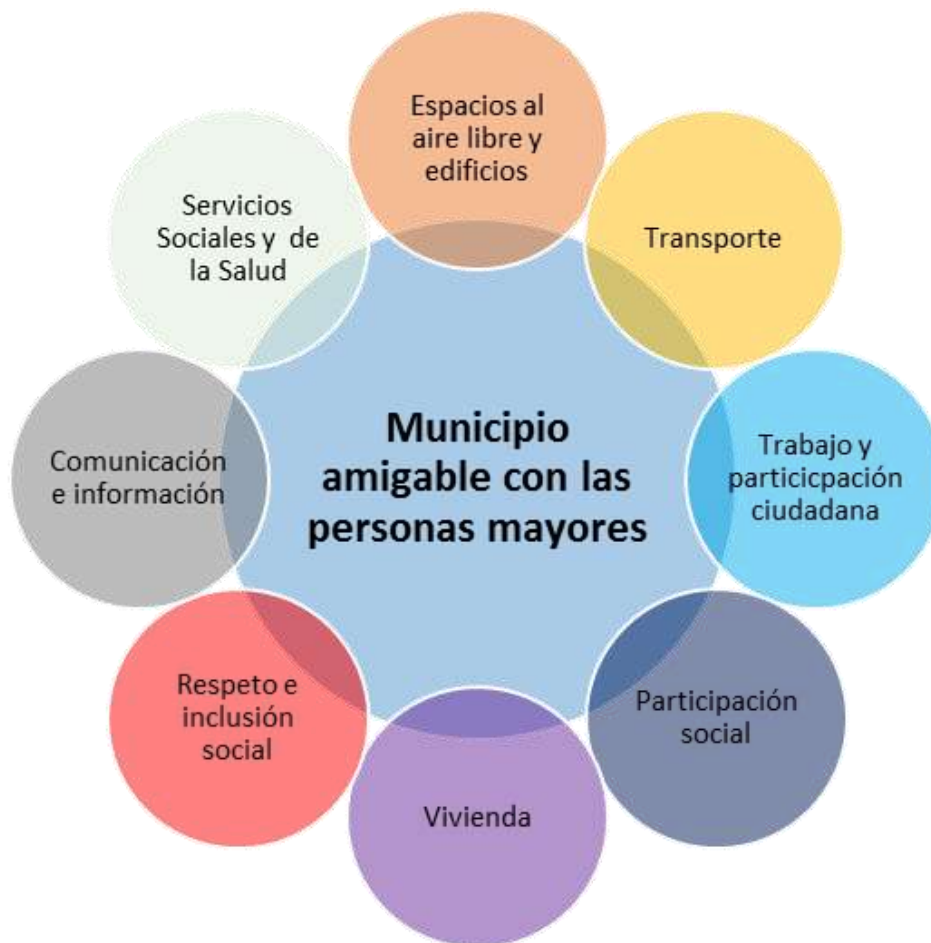 Espacios al
aire libre y
edificios
Transporte
Trabajo y
particicpación
ciudadana
Participación
social
Vivienda
Respeto e
inclusión
social
Comunicación
e información
Servicios
Sociales y de
la Salud
Municipio
amigable con las
personas mayores